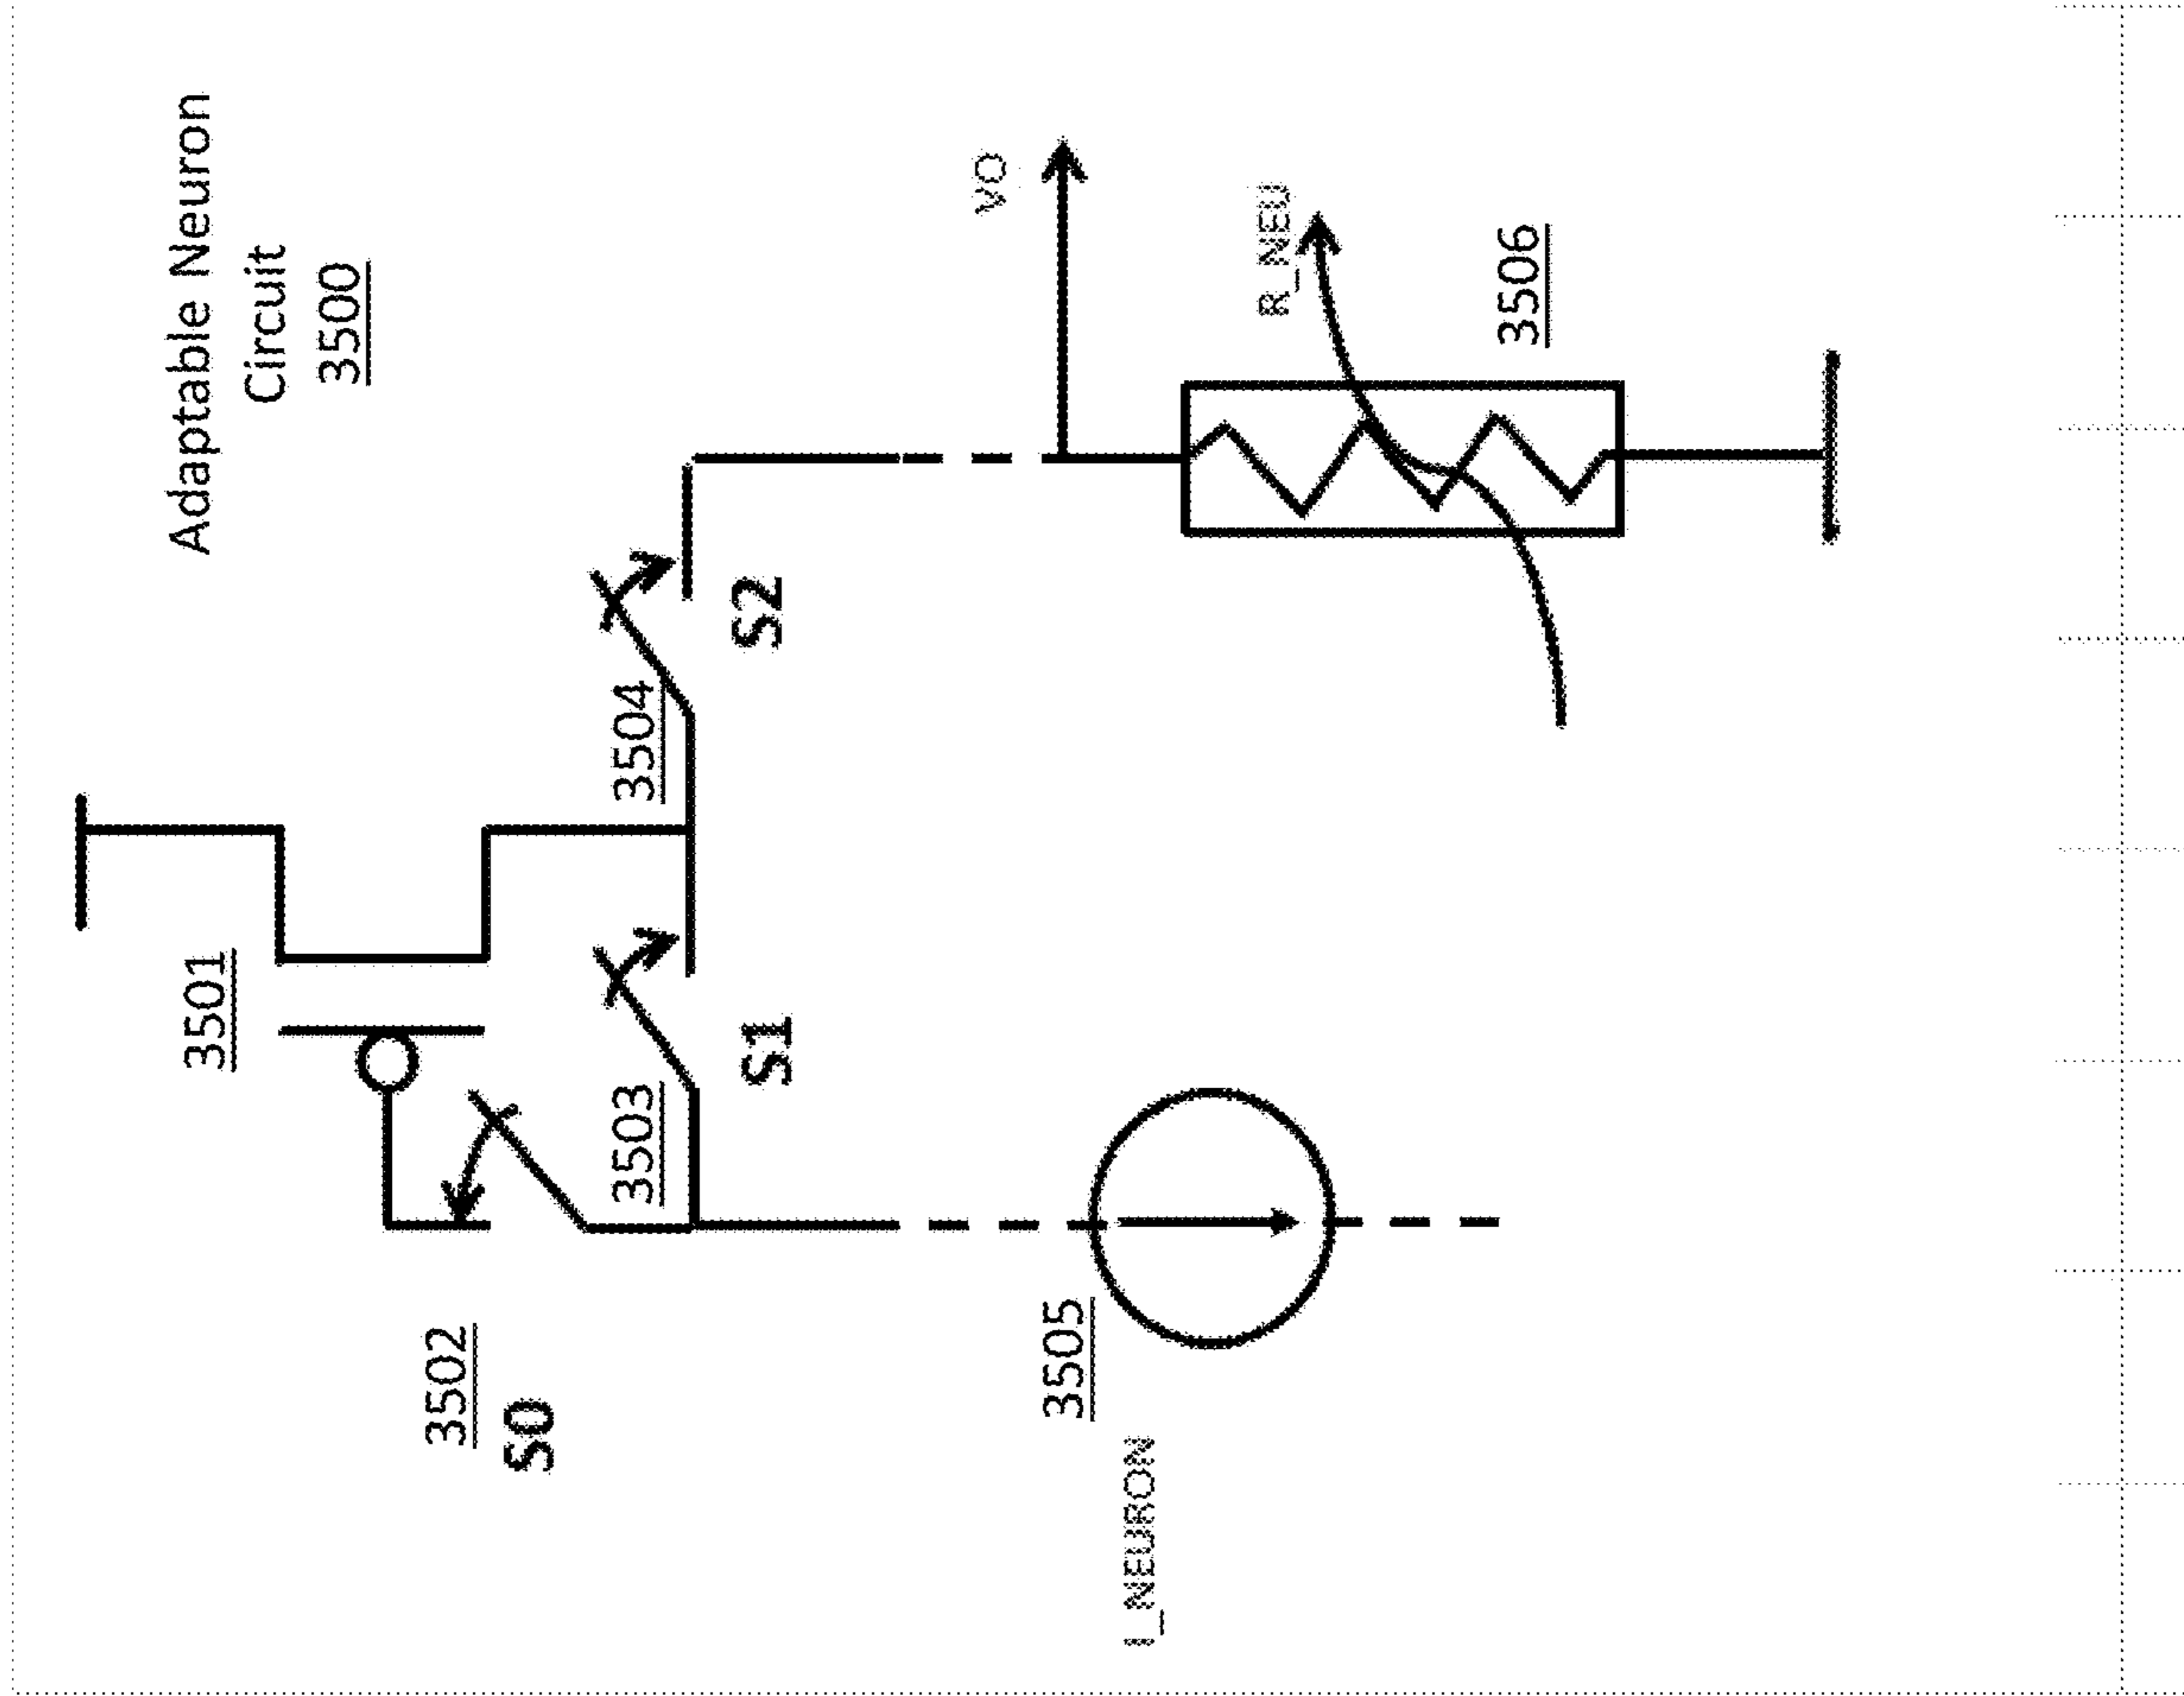 Adaptable Neuron
Circuit
3500
3501
3502
S0
3503
S1
3504
S2
VO
R_NEU
3506
3505
I_NEURON